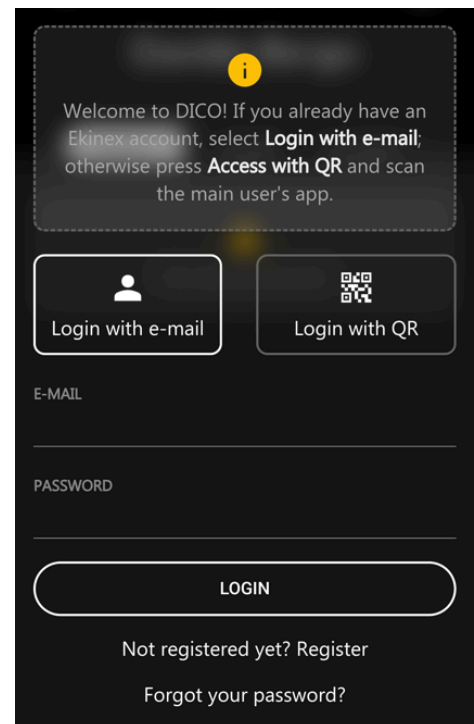 Welcome to DICO! If you already have an
Ekinex account, select Login with e-mail;
otherwise press Access with QR and scan
the main user's app.
Login with e-mail
Login with QR
E-MAIL
PASSWORD
LOGIN
Not registered yet? Register
Forgot your password?